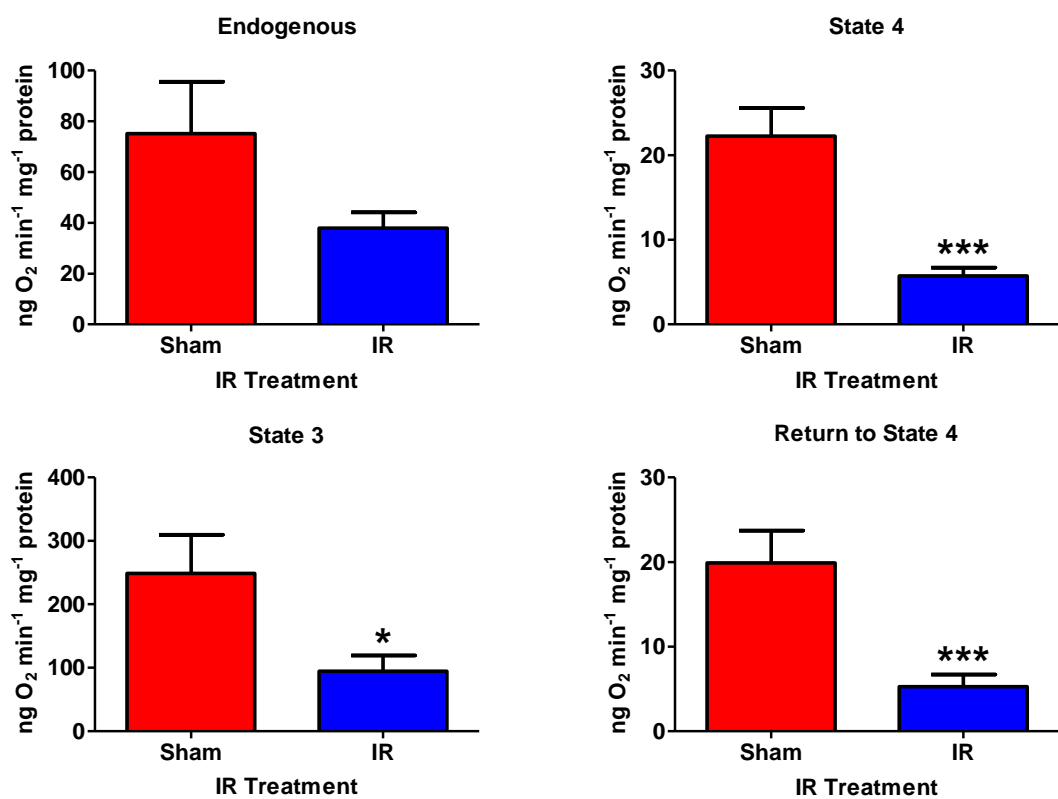 Endogenous
ng O₂ min⁻¹ mg⁻¹ protein
100
80
60
40
20
0
Sham
IR
IR Treatment
State 4
ng O₂ min⁻¹ mg⁻¹ protein
30
20
10
0
***
Sham
IR
IR Treatment
State 3
ng O₂ min⁻¹ mg⁻¹ protein
400
300
200
100
0
*
Sham
IR
IR Treatment
Return to State 4
ng O₂ min⁻¹ mg⁻¹ protein
30
20
10
0
***
Sham
IR
IR Treatment